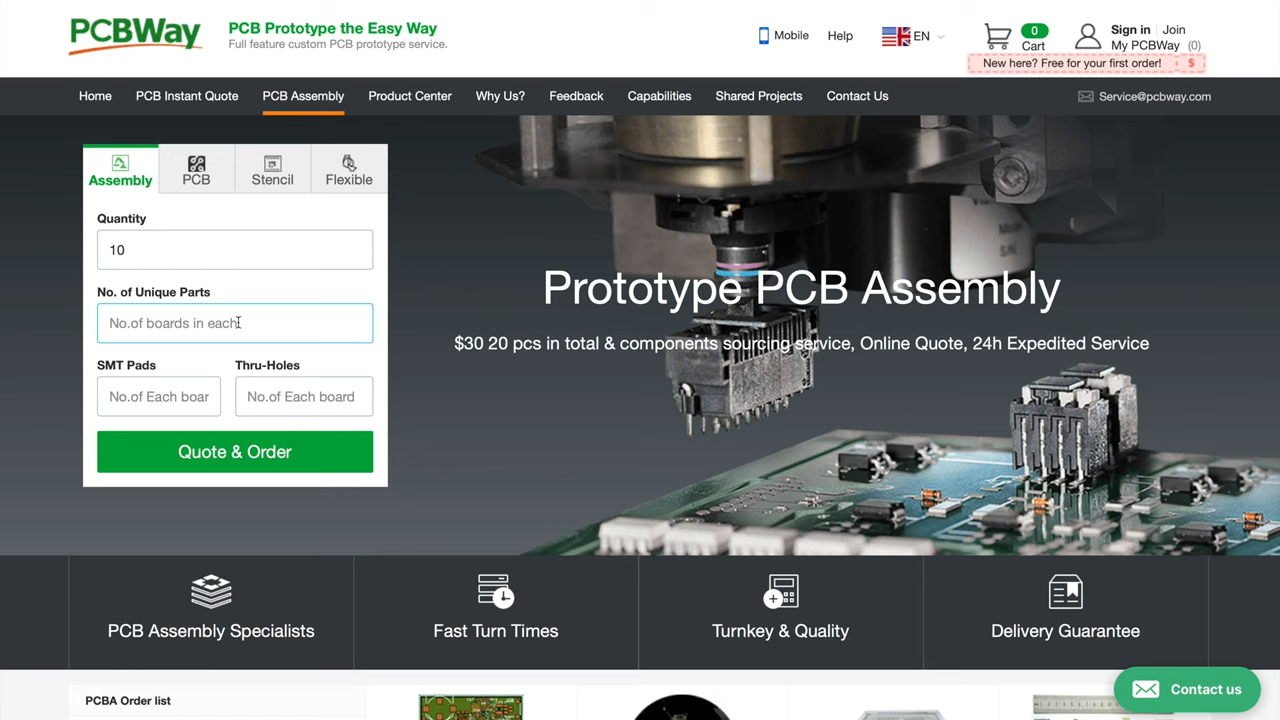 PCBWay
PCB Prototype the Easy Way
Full feature custom PCB prototype service.
Mobile
Help
EN
0
Cart
Sign in
Join
My PCBWay (0)
New here? Free for your first order!
$
Home
PCB Instant Quote
PCB Assembly
Product Center
Why Us?
Feedback
Capabilities
Shared Projects
Contact Us
Service@pcbway.com
Assembly
PCB
Stencil
Flexible
Quantity
10
No. of Unique Parts
No.of boards in each
SMT Pads
Thru-Holes
No.of Each boar
No.of Each board
Quote & Order
Prototype PCB Assembly
$30 20 pcs in total & components sourcing service, Online Quote, 24h Expedited Service
PCB Assembly Specialists
Fast Turn Times
Turnkey & Quality
Delivery Guarantee
PCBA Order list
Contact us